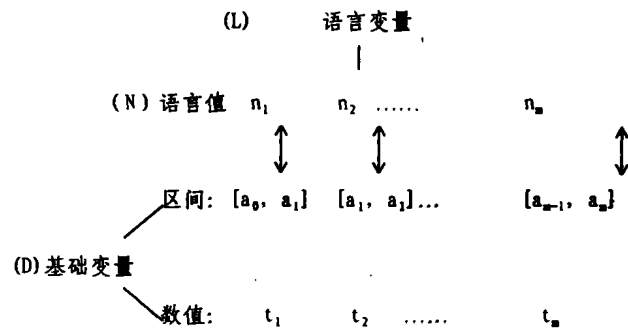 (L) 语言变量
(N) 语言值 n₁ n₂ …… nₘ
区间: [a₀, a₁] [a₁, a₁]... [aₘ₋₁, aₘ]
(D) 基础变量
数值: t₁ t₂ …… tₘ